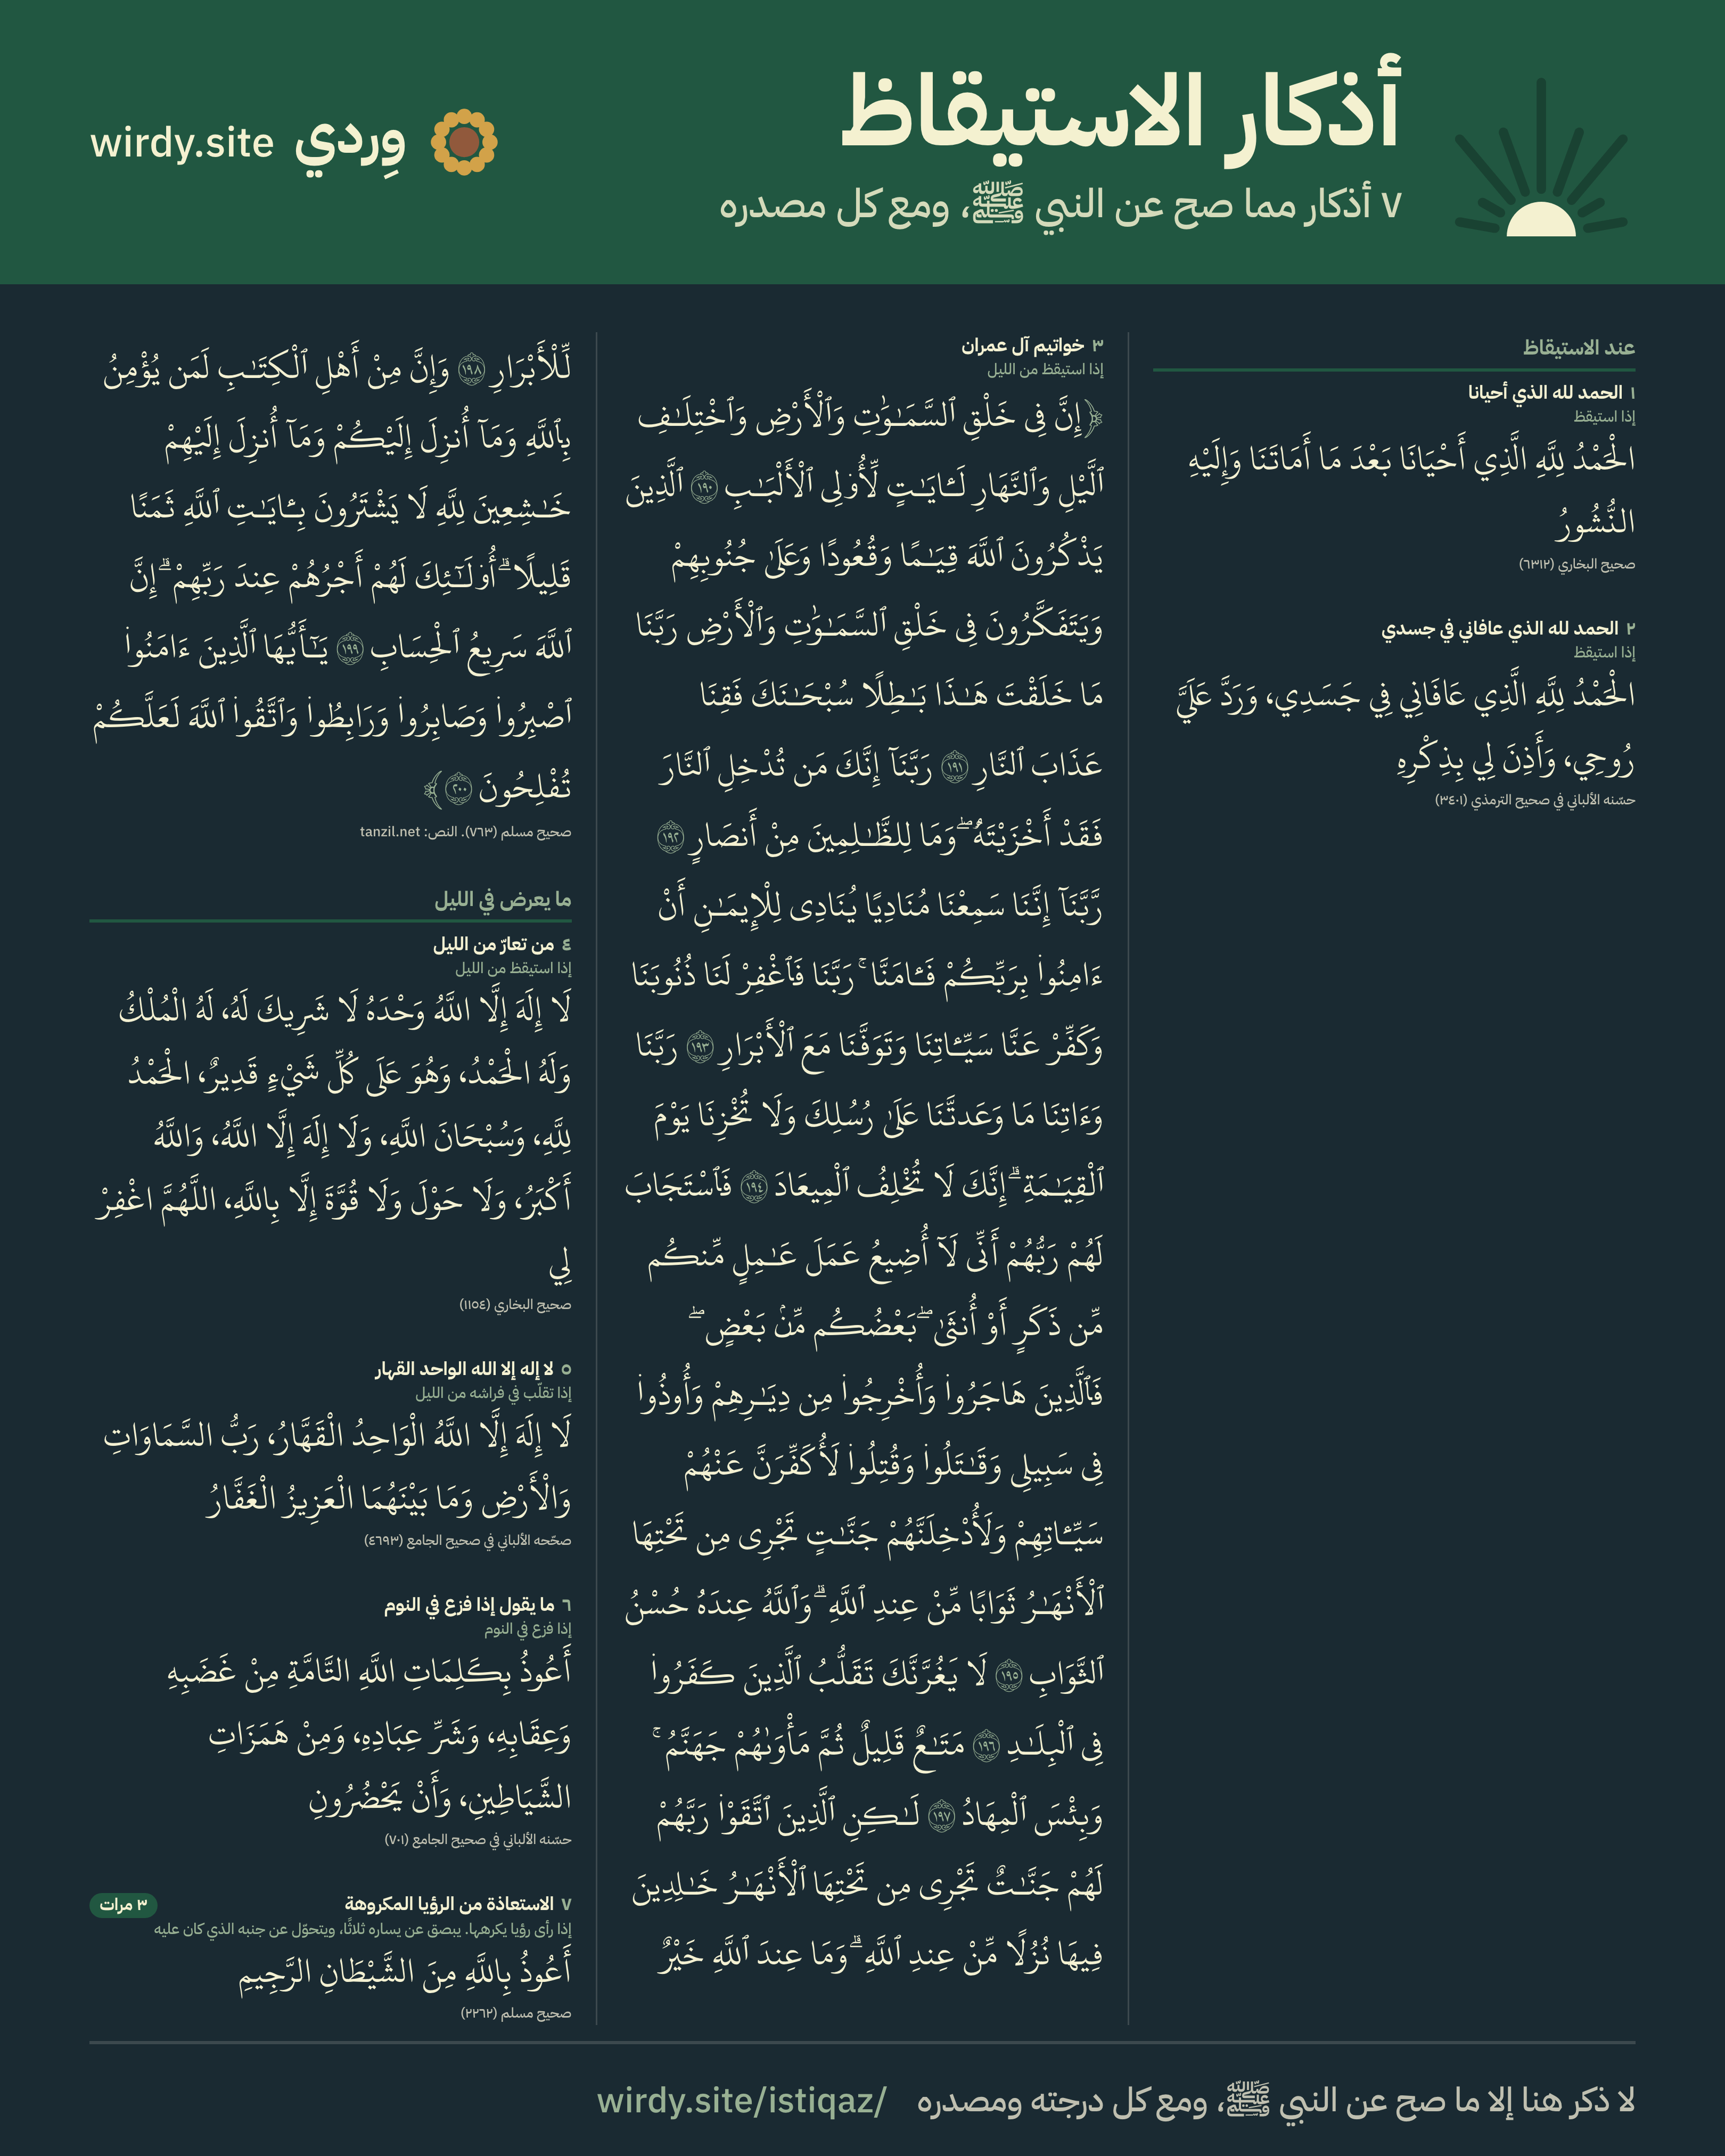 أذكار الاستيقاظ
٧ أذكار مما صح عن النبي ﷺ، ومع كل مصدره
وِردي wirdy.site
عند الاستيقاظ
١ الحمد لله الذي أحيانا
إذا استيقظ
الْحَمْدُ لِلَّهِ الَّذِي أَحْيَانَا بَعْدَ مَا أَمَاتَنَا وَإِلَيْهِ
النُّشُورُ
صحيح البخاري (٦٣١٢)
٢ الحمد لله الذي عافاني في جسدي
إذا استيقظ
الْحَمْدُ لِلَّهِ الَّذِي عَافَانِي فِي جَسَدِي، وَرَدَّ عَلَيَّ
رُوحِي، وَأَذِنَ لِي بِذِكْرِهِ
حسّنه الألباني في صحيح الترمذي (٣٤٠١)
٣ خواتيم آل عمران
إذا استيقظ من الليل
﴿إِنَّ فِى خَلْقِ ٱلسَّمَـٰوَٰتِ وَٱلْأَرْضِ وَٱخْتِلَـٰفِ
ٱلَّيْلِ وَٱلنَّهَارِ لَـَٔايَـٰتٍ لِّأُو۟لِى ٱلْأَلْبَـٰبِ ١٩٠ ٱلَّذِينَ
يَذْكُرُونَ ٱللَّهَ قِيَـٰمًا وَقُعُودًا وَعَلَىٰ جُنُوبِهِمْ
وَيَتَفَكَّرُونَ فِى خَلْقِ ٱلسَّمَـٰوَٰتِ وَٱلْأَرْضِ رَبَّنَا
مَا خَلَقْتَ هَـٰذَا بَـٰطِلًا سُبْحَـٰنَكَ فَقِنَا
عَذَابَ ٱلنَّارِ ١٩١ رَبَّنَآ إِنَّكَ مَن تُدْخِلِ ٱلنَّارَ
فَقَدْ أَخْزَيْتَهُۥ ۖ وَمَا لِلظَّـٰلِمِينَ مِنْ أَنصَارٍ ١٩٢
رَّبَّنَآ إِنَّنَا سَمِعْنَا مُنَادِيًا يُنَادِى لِلْإِيمَـٰنِ أَنْ
ءَامِنُوا۟ بِرَبِّكُمْ فَـَٔامَنَّا ۚ رَبَّنَا فَٱغْفِرْ لَنَا ذُنُوبَنَا
وَكَفِّرْ عَنَّا سَيِّـَٔاتِنَا وَتَوَفَّنَا مَعَ ٱلْأَبْرَارِ ١٩٣ رَبَّنَا
وَءَاتِنَا مَا وَعَدتَّنَا عَلَىٰ رُسُلِكَ وَلَا تُخْزِنَا يَوْمَ
ٱلْقِيَـٰمَةِ ۗ إِنَّكَ لَا تُخْلِفُ ٱلْمِيعَادَ ١٩٤ فَٱسْتَجَابَ
لَهُمْ رَبُّهُمْ أَنِّى لَآ أُضِيعُ عَمَلَ عَـٰمِلٍ مِّنكُم
مِّن ذَكَرٍ أَوْ أُنثَىٰ ۖ بَعْضُكُم مِّنۢ بَعْضٍ ۖ
فَٱلَّذِينَ هَاجَرُوا۟ وَأُخْرِجُوا۟ مِن دِيَـٰرِهِمْ وَأُوذُوا۟
فِى سَبِيلِى وَقَـٰتَلُوا۟ وَقُتِلُوا۟ لَأُكَفِّرَنَّ عَنْهُمْ
سَيِّـَٔاتِهِمْ وَلَأُدْخِلَنَّهُمْ جَنَّـٰتٍ تَجْرِى مِن تَحْتِهَا
ٱلْأَنْهَـٰرُ ثَوَابًا مِّنْ عِندِ ٱللَّهِ ۗ وَٱللَّهُ عِندَهُۥ حُسْنُ
ٱلثَّوَابِ ١٩٥ لَا يَغُرَّنَّكَ تَقَلُّبُ ٱلَّذِينَ كَفَرُوا۟
فِى ٱلْبِلَـٰدِ ١٩٦ مَتَـٰعٌ قَلِيلٌ ثُمَّ مَأْوَىٰهُمْ جَهَنَّمُ ۚ
وَبِئْسَ ٱلْمِهَادُ ١٩٧ لَـٰكِنِ ٱلَّذِينَ ٱتَّقَوْا۟ رَبَّهُمْ
لَهُمْ جَنَّـٰتٌ تَجْرِى مِن تَحْتِهَا ٱلْأَنْهَـٰرُ خَـٰلِدِينَ
فِيهَا نُزُلًا مِّنْ عِندِ ٱللَّهِ ۗ وَمَا عِندَ ٱللَّهِ خَيْرٌ
لِّلْأَبْرَارِ ١٩٨ وَإِنَّ مِنْ أَهْلِ ٱلْكِتَـٰبِ لَمَن يُؤْمِنُ
بِٱللَّهِ وَمَآ أُنزِلَ إِلَيْكُمْ وَمَآ أُنزِلَ إِلَيْهِمْ
خَـٰشِعِينَ لِلَّهِ لَا يَشْتَرُونَ بِـَٔايَـٰتِ ٱللَّهِ ثَمَنًا
قَلِيلًا ۗ أُو۟لَـٰٓئِكَ لَهُمْ أَجْرُهُمْ عِندَ رَبِّهِمْ ۗ إِنَّ
ٱللَّهَ سَرِيعُ ٱلْحِسَابِ ١٩٩ يَـٰٓأَيُّهَا ٱلَّذِينَ ءَامَنُوا۟
ٱصْبِرُوا۟ وَصَابِرُوا۟ وَرَابِطُوا۟ وَٱتَّقُوا۟ ٱللَّهَ لَعَلَّكُمْ
تُفْلِحُونَ ٢٠٠﴾
صحيح مسلم (٧٦٣). النص: tanzil.net
ما يعرض في الليل
٤ من تعارّ من الليل
إذا استيقظ من الليل
لَا إِلَهَ إِلَّا اللَّهُ وَحْدَهُ لَا شَرِيكَ لَهُ، لَهُ الْمُلْكُ
وَلَهُ الْحَمْدُ، وَهُوَ عَلَى كُلِّ شَيْءٍ قَدِيرٌ، الْحَمْدُ
لِلَّهِ، وَسُبْحَانَ اللَّهِ، وَلَا إِلَهَ إِلَّا اللَّهُ، وَاللَّهُ
أَكْبَرُ، وَلَا حَوْلَ وَلَا قُوَّةَ إِلَّا بِاللَّهِ، اللَّهُمَّ اغْفِرْ
لِي
صحيح البخاري (١١٥٤)
٥ لا إله إلا الله الواحد القهار
إذا تقلّب في فراشه من الليل
لَا إِلَهَ إِلَّا اللَّهُ الْوَاحِدُ الْقَهَّارُ، رَبُّ السَّمَاوَاتِ
وَالْأَرْضِ وَمَا بَيْنَهُمَا الْعَزِيزُ الْغَفَّارُ
صحّحه الألباني في صحيح الجامع (٤٦٩٣)
٦ ما يقول إذا فزع في النوم
إذا فزع في النوم
أَعُوذُ بِكَلِمَاتِ اللَّهِ التَّامَّةِ مِنْ غَضَبِهِ
وَعِقَابِهِ، وَشَرِّ عِبَادِهِ، وَمِنْ هَمَزَاتِ
الشَّيَاطِينِ، وَأَنْ يَحْضُرُونِ
حسّنه الألباني في صحيح الجامع (٧٠١)
٧ الاستعاذة من الرؤيا المكروهة ٣ مرات
إذا رأى رؤيا يكرهها. يبصق عن يساره ثلاثًا، ويتحوّل عن جنبه الذي كان عليه
أَعُوذُ بِاللَّهِ مِنَ الشَّيْطَانِ الرَّجِيمِ
صحيح مسلم (٢٢٦٢)
لا ذكر هنا إلا ما صح عن النبي ﷺ، ومع كل درجته ومصدره wirdy.site/istiqaz/